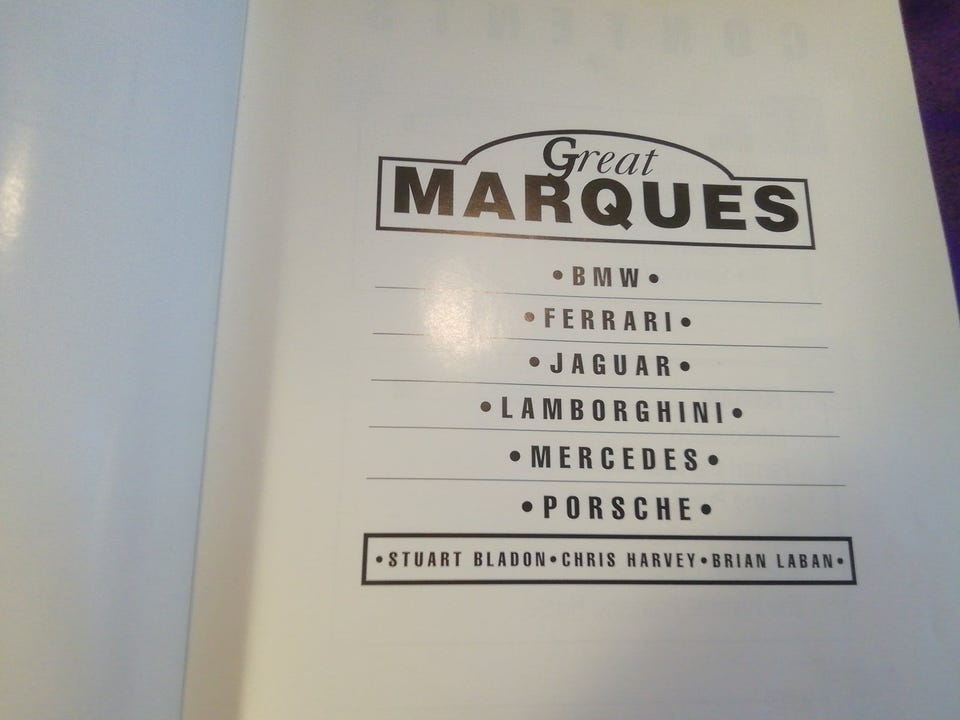 Great
MARQUES
•BMW•
•FERRARI•
•JAGUAR•
•LAMBORGHINI•
•MERCEDES•
•PORSCHE•
•STUART BLADON•CHRIS HARVEY•BRIAN LABAN•